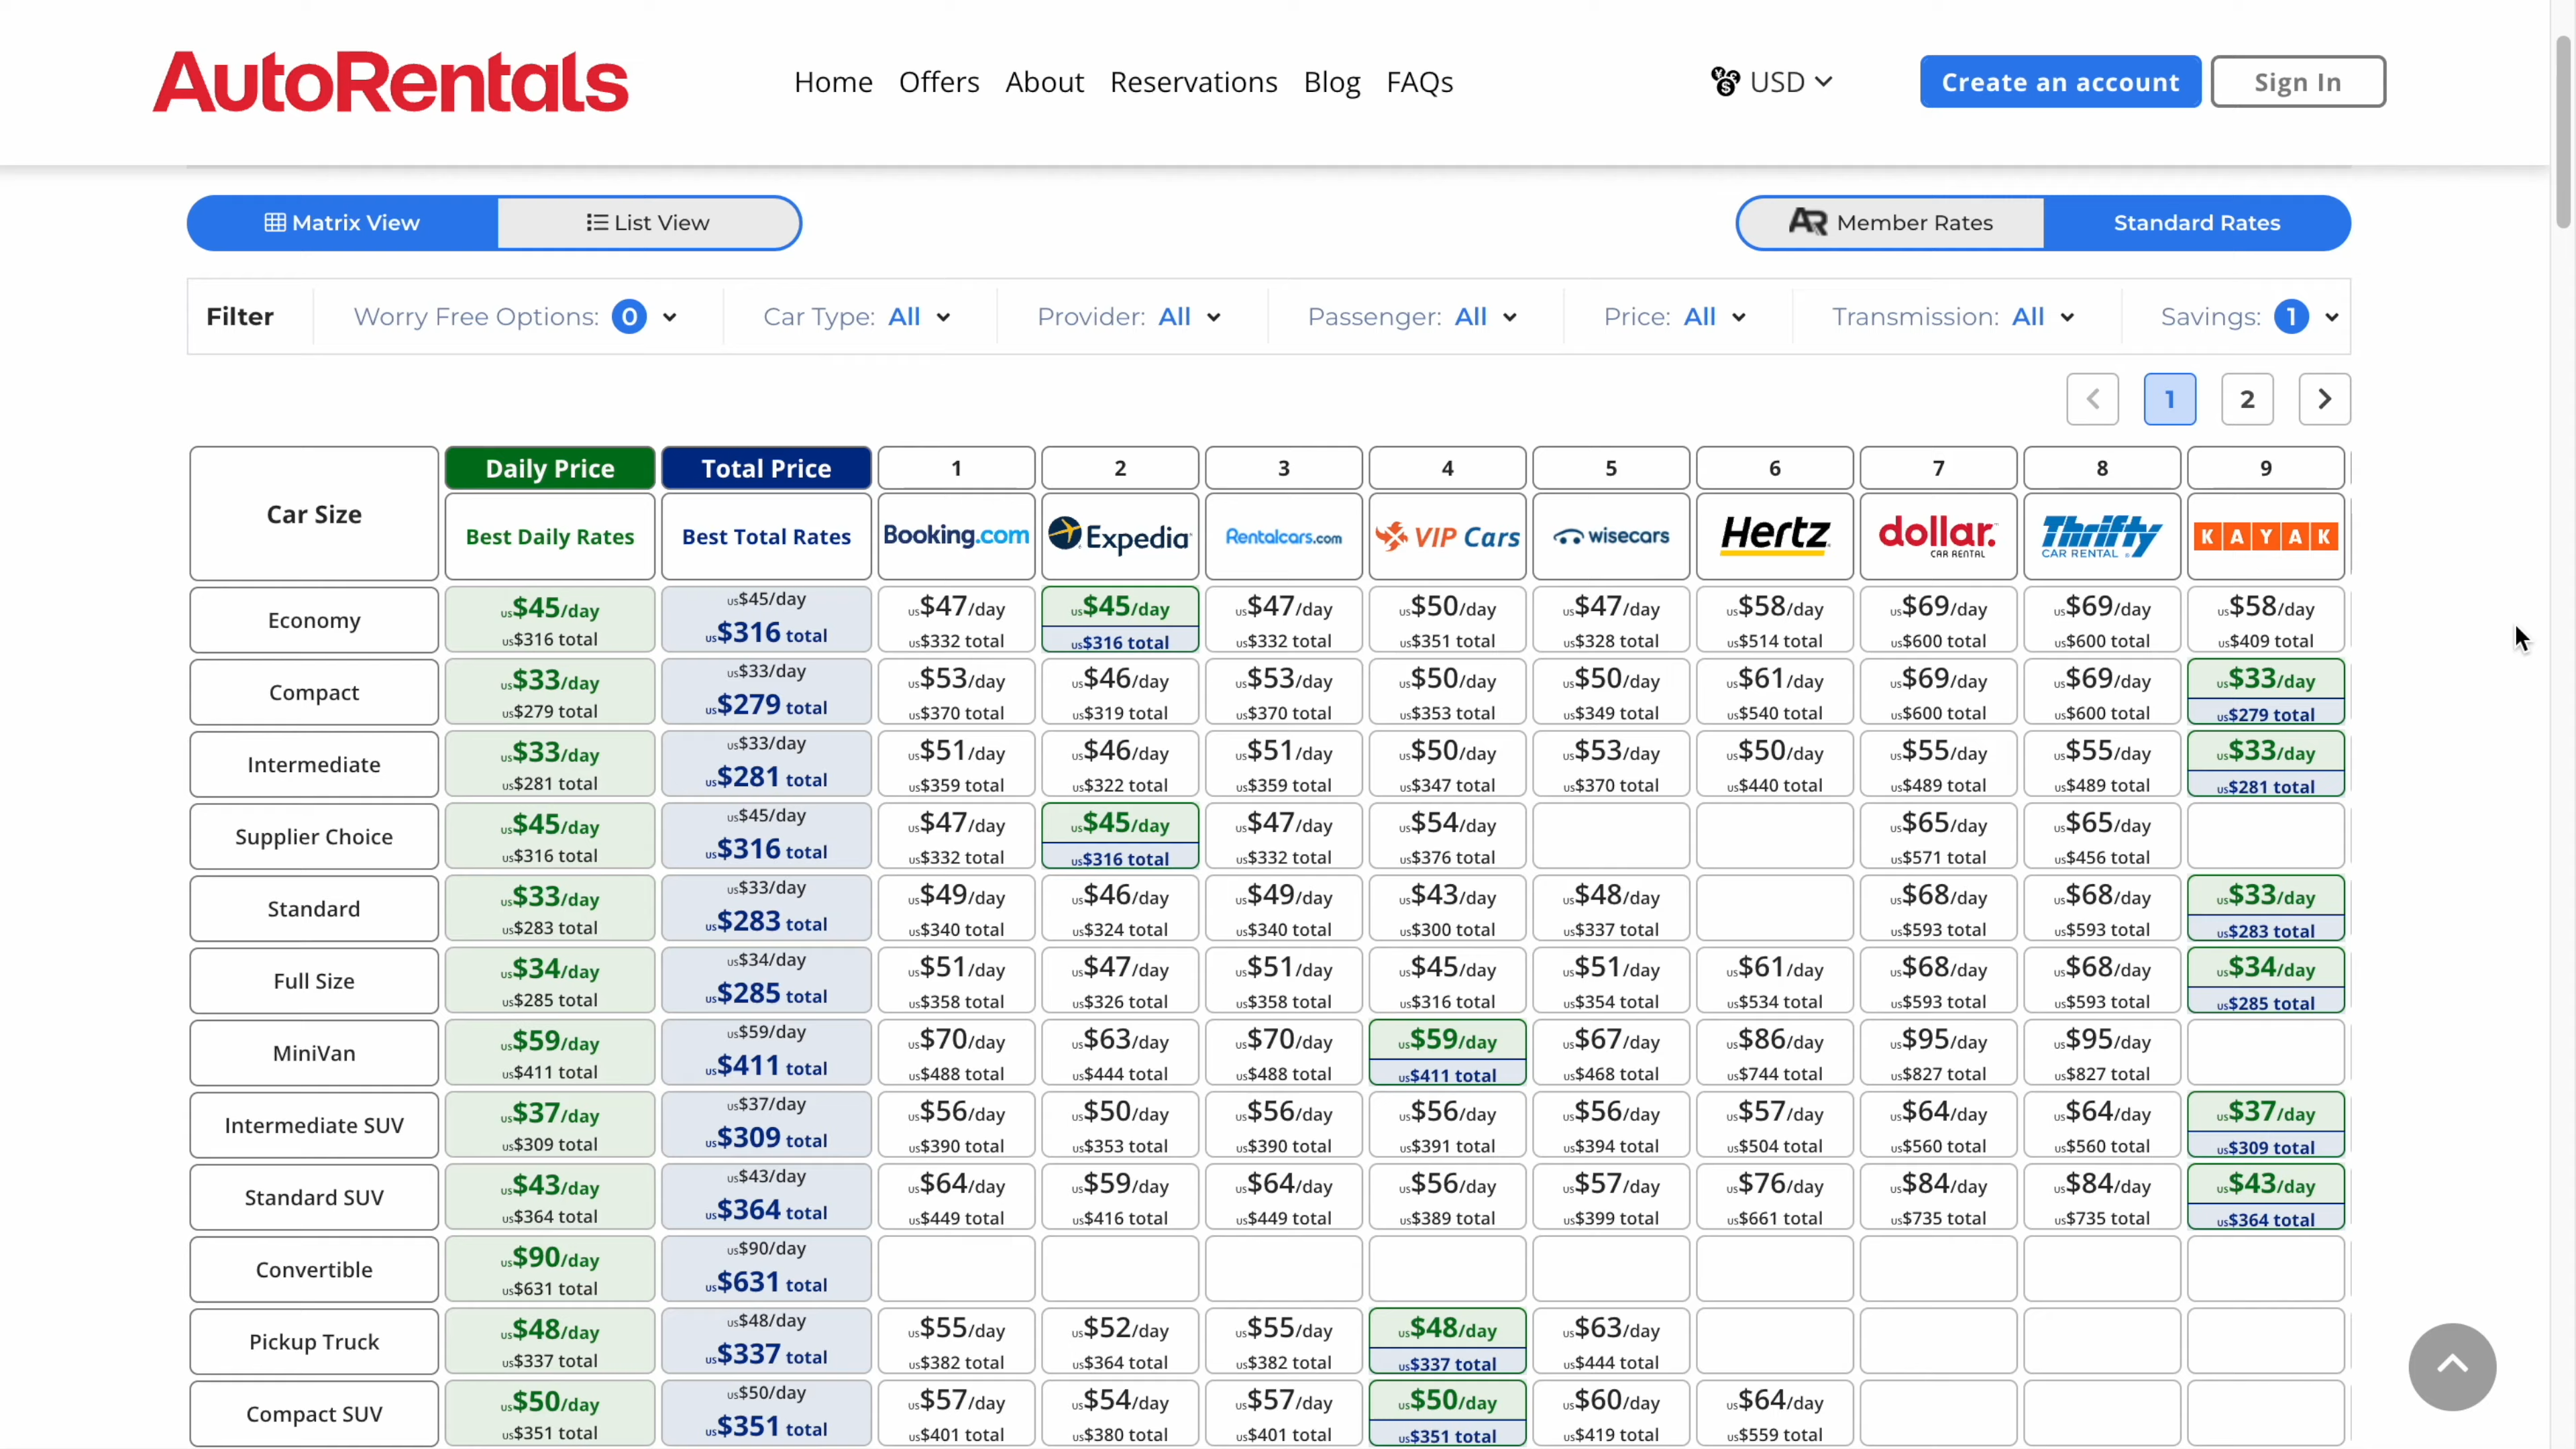 AutoRentals
Home Offers About Reservations Blog FAQs
USD
Create an account
Sign In
Matrix View
List View
AR Member Rates
Standard Rates
Filter
Worry Free Options: 0
Car Type: All
Provider: All
Passenger: All
Price: All
Transmission: All
Savings: 1
1
2
Car Size
Daily Price Total Price 1 2 3 4 5 6 7 8 9
Best Daily Rates Best Total Rates Booking.com Expedia Rentalcars.com VIP Cars wisecars Hertz dollar. CAR RENTAL Thrifty CAR RENTAL KAYAK
Economy
US$45/day US$45/day US$47/day US$45/day US$47/day US$50/day US$47/day US$58/day US$69/day US$69/day US$58/day
US$316 total US$316 total US$332 total US$316 total US$332 total US$351 total US$328 total US$514 total US$600 total US$600 total US$409 total
Compact
US$33/day US$33/day US$53/day US$46/day US$53/day US$50/day US$50/day US$61/day US$69/day US$69/day US$33/day
US$279 total US$279 total US$370 total US$319 total US$370 total US$353 total US$349 total US$540 total US$600 total US$600 total US$279 total
Intermediate
US$33/day US$33/day US$51/day US$46/day US$51/day US$50/day US$53/day US$50/day US$55/day US$55/day US$33/day
US$281 total US$281 total US$359 total US$322 total US$359 total US$347 total US$370 total US$440 total US$489 total US$489 total US$281 total
Supplier Choice
US$45/day US$45/day US$47/day US$45/day US$47/day US$54/day US$65/day US$65/day
US$316 total US$316 total US$332 total US$316 total US$332 total US$376 total US$571 total US$456 total
Standard
US$33/day US$33/day US$49/day US$46/day US$49/day US$43/day US$48/day US$68/day US$68/day US$33/day
US$283 total US$283 total US$340 total US$324 total US$340 total US$300 total US$337 total US$593 total US$593 total US$283 total
Full Size
US$34/day US$34/day US$51/day US$47/day US$51/day US$45/day US$51/day US$61/day US$68/day US$68/day US$34/day
US$285 total US$285 total US$358 total US$326 total US$358 total US$316 total US$354 total US$534 total US$593 total US$593 total US$285 total
MiniVan
US$59/day US$59/day US$70/day US$63/day US$70/day US$59/day US$67/day US$86/day US$95/day US$95/day
US$411 total US$411 total US$488 total US$444 total US$488 total US$411 total US$468 total US$744 total US$827 total US$827 total
Intermediate SUV
US$37/day US$37/day US$56/day US$50/day US$56/day US$56/day US$56/day US$57/day US$64/day US$64/day US$37/day
US$309 total US$309 total US$390 total US$353 total US$390 total US$391 total US$394 total US$504 total US$560 total US$560 total US$309 total
Standard SUV
US$43/day US$43/day US$64/day US$59/day US$64/day US$56/day US$57/day US$76/day US$84/day US$84/day US$43/day
US$364 total US$364 total US$449 total US$416 total US$449 total US$389 total US$399 total US$661 total US$735 total US$735 total US$364 total
Convertible
US$90/day US$90/day
US$631 total US$631 total
Pickup Truck
US$48/day US$48/day US$55/day US$52/day US$55/day US$48/day US$63/day
US$337 total US$337 total US$382 total US$364 total US$382 total US$337 total US$444 total
Compact SUV
US$50/day US$50/day US$57/day US$54/day US$57/day US$50/day US$60/day US$64/day
US$351 total US$351 total US$401 total US$380 total US$401 total US$351 total US$419 total US$559 total